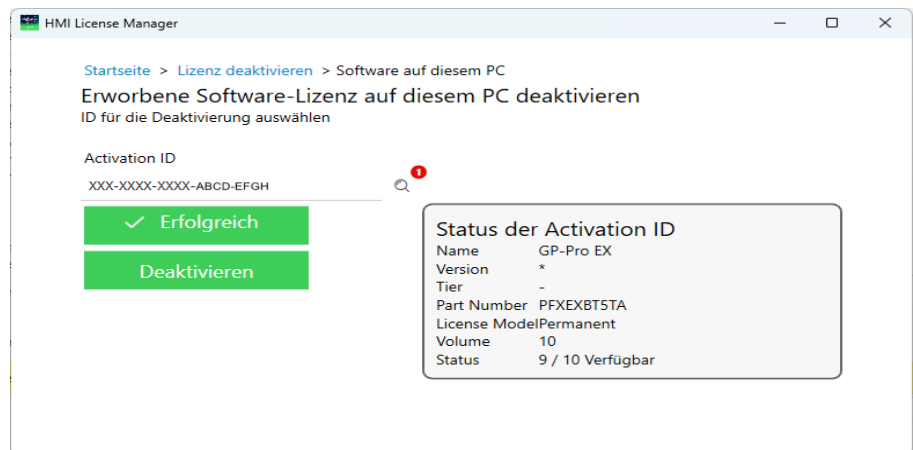 HMI License Manager
Startseite > Lizenz deaktivieren > Software auf diesem PC
Erworbene Software-Lizenz auf diesem PC deaktivieren
ID für die Deaktivierung auswählen
Activation ID
XXX-XXXX-XXXX-ABCD-EFGH
1
Erfolgreich
Deaktivieren
Status der Activation ID
Name GP-Pro EX
Version *
Tier -
Part Number PFXEXBT5TA
License Model Permanent
Volume 10
Status 9 / 10 Verfügbar